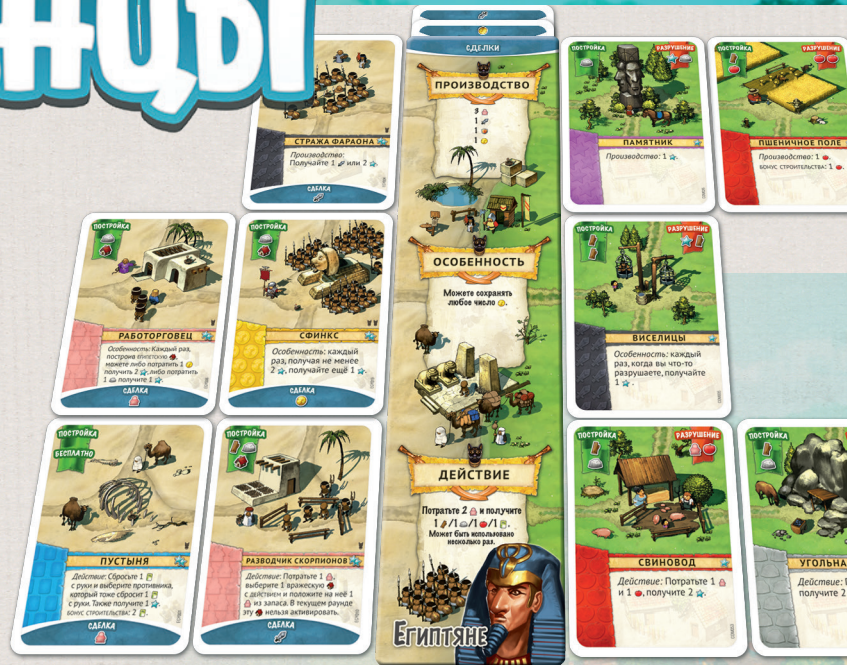 НЦЫ
СТРАЖА ФАРАОНА
Производство:
Получайте 1 или 2
СДЕЛКА
ПОСТРОЙКА
РАБОТОРГОВЕЦ
Особенность: Каждый раз,
построив египетскую
можете либо потратить 1
получить 2, либо потратить
1 получите 1
СДЕЛКА
ПОСТРОЙКА
СФИНКС
Особенность: каждый
раз, получая не менее
2, получайте ещё 1
СДЕЛКА
ПОСТРОЙКА
БЕСПЛАТНО
ПУСТЫНЯ
Действие: Сбросьте 1
с руки и выберите противника,
который тоже сбросит 1
с руки. Также получите 1
БОНУС СТРОИТЕЛЬСТВА: 2
СДЕЛКА
ПОСТРОЙКА
РАЗВОДЧИК СКОРПИОНОВ
Действие: Потратьте 1
выберите 1 вражескую
с действием и положите на неё 1
из запаса. В текущем раунде
эту нельзя активировать.
СДЕЛКА
СДЕЛКИ
ПРОИЗВОДСТВО
3
1
1
1
ОСОБЕННОСТЬ
Можете сохранять
любое число
ДЕЙСТВИЕ
Потратьте 2 и получите
1 /1 /1 /1
Может быть использовано
несколько раз.
ЕГИПТЯНЕ
ПОСТРОЙКА
РАЗРУШЕНИЕ
ПАМЯТНИК
Производство: 1
ПОСТРОЙКА
РАЗРУШЕНИЕ
ПШЕНИЧНОЕ ПОЛЕ
Производство: 1
БОНУС СТРОИТЕЛЬСТВА: 1
ПОСТРОЙКА
РАЗРУШЕНИЕ
ВИСЕЛИЦЫ
Особенность: каждый
раз, когда вы что-то
разрушаете, получайте
1
ПОСТРОЙКА
РАЗРУШЕНИЕ
СВИНОВОД
Действие: Потратьте 1
и 1, получите 2
ПОСТРОЙКА
УГОЛЬНА
Действие:
получите 2